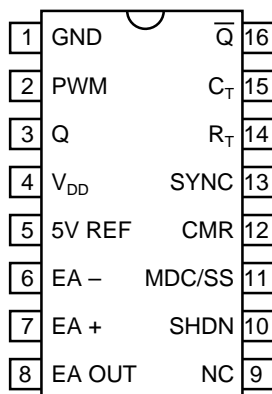 1 GND Q̅ 16
2 PWM C_T 15
3 Q R_T 14
4 V_DD SYNC 13
5 5V REF CMR 12
6 EA – MDC/SS 11
7 EA + SHDN 10
8 EA OUT NC 9